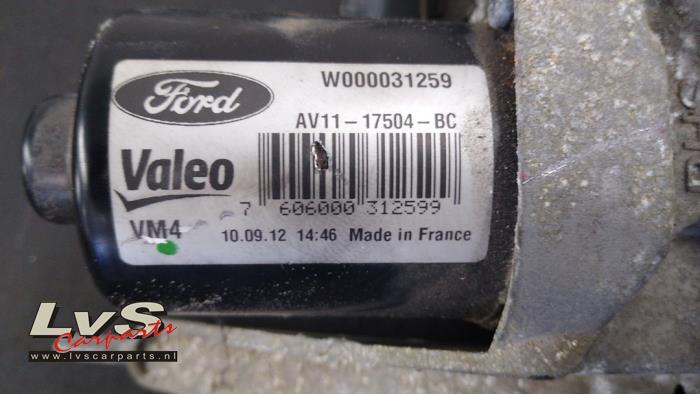 Ford
W000031259
AV11-17504-BC
Valeo
7 606000 312599
VM4
10.09.12 14:46 Made in France
LvS
Carparts
www.lvscarparts.nl